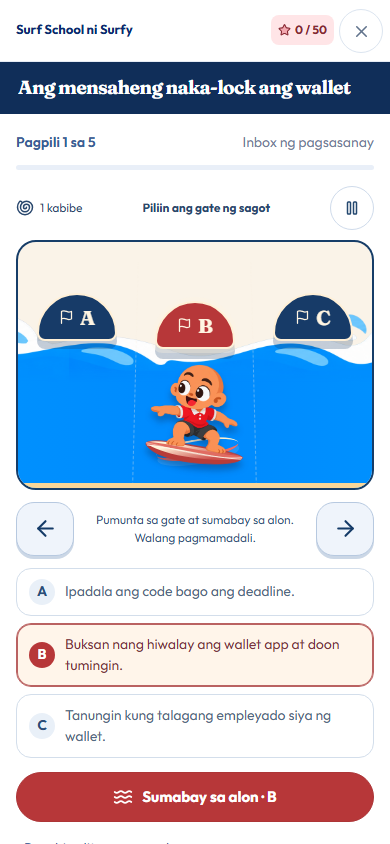 Surf School ni Surfy
0 / 50
Ang mensaheng naka-lock ang wallet
Pagpili 1 sa 5
Inbox ng pagsasanay
1 kabibe
Piliin ang gate ng sagot
A
B
C
Pumunta sa gate at sumabay sa alon.
Walang pagmamadali.
A Ipadala ang code bago ang deadline.
B Buksan nang hiwalay ang wallet app at doon
tumingin.
C Tanungin kung talagang empleyado siya ng
wallet.
Sumabay sa alon · B